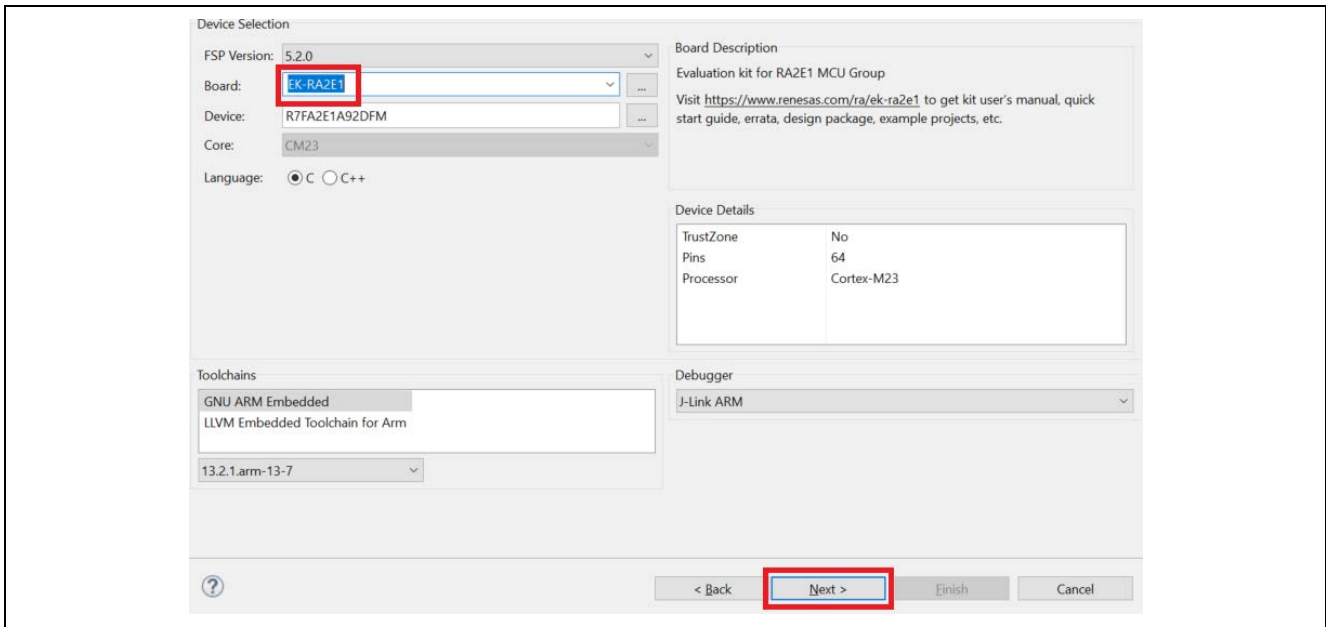 Device Selection
FSP Version: 5.2.0
Board: EK-RA2E1 ...
Device: R7FA2E1A92DFM ...
Core: CM23
Language: C C++
Board Description
Evaluation kit for RA2E1 MCU Group
Visit https://www.renesas.com/ra/ek-ra2e1 to get kit user's manual, quick
start guide, errata, design package, example projects, etc.
Device Details
TrustZone No
Pins 64
Processor Cortex-M23
Toolchains
GNU ARM Embedded
LLVM Embedded Toolchain for Arm
13.2.1.arm-13-7
Debugger
J-Link ARM
? < Back Next > Finish Cancel